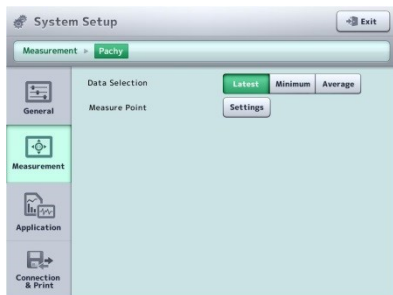 System Setup
Exit
Measurement
Pachy
Data Selection
Latest
Minimum
Average
Measure Point
Settings
General
Measurement
Application
Connection
& Print